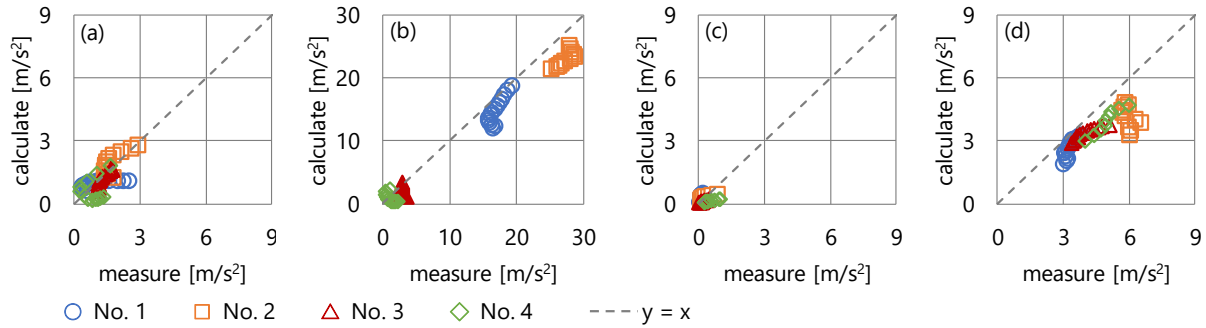 (a) (b) (c) (d)
calculate [m/s²] calculate [m/s²] calculate [m/s²] calculate [m/s²]
9 30 9 9
6 20 6 6
3 10 3 3
0 0 0 0
0 3 6 9 0 10 20 30 0 3 6 9 0 3 6 9
measure [m/s²] measure [m/s²] measure [m/s²] measure [m/s²]
No. 1 No. 2 No. 3 No. 4 y = x